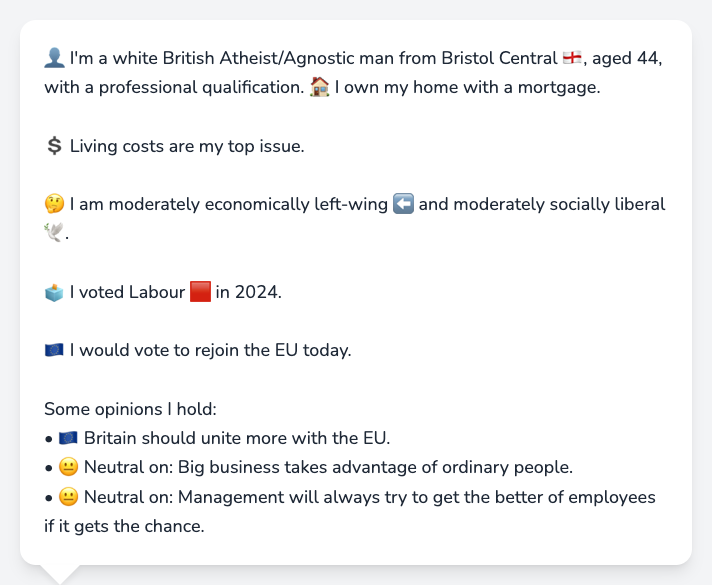 👤 I'm a white British Atheist/Agnostic man from Bristol Central 🏴󠁧󠁢󠁥󠁮󠁧󠁿, aged 44,
with a professional qualification. 🏠 I own my home with a mortgage.
💲 Living costs are my top issue.
🤔 I am moderately economically left-wing ⬅️ and moderately socially liberal
🕊️.
🗳️ I voted Labour 🟥 in 2024.
🇪🇺 I would vote to rejoin the EU today.
Some opinions I hold:
• 🇪🇺 Britain should unite more with the EU.
• 😐 Neutral on: Big business takes advantage of ordinary people.
• 😐 Neutral on: Management will always try to get the better of employees
if it gets the chance.